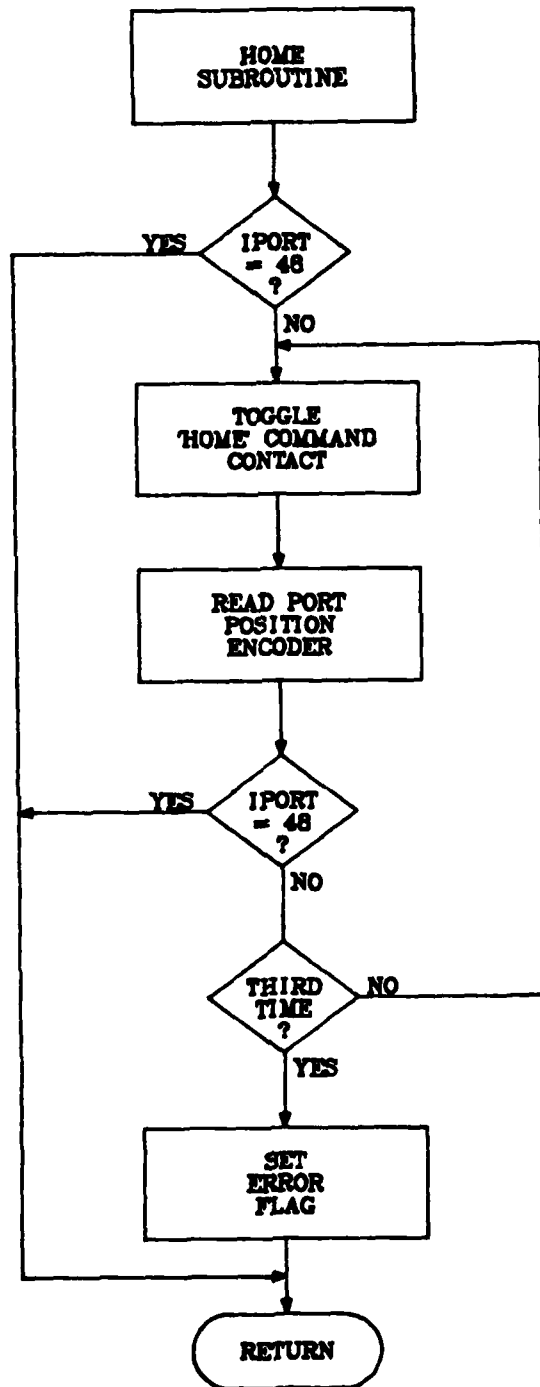 HOME
SUBROUTINE
YES
IPORT
= 48
?
NO
TOGGLE
'HOME' COMMAND
CONTACT
READ PORT
POSITION
ENCODER
YES
IPORT
= 48
?
NO
THIRD
TIME
?
NO
YES
SET
ERROR
FLAG
RETURN